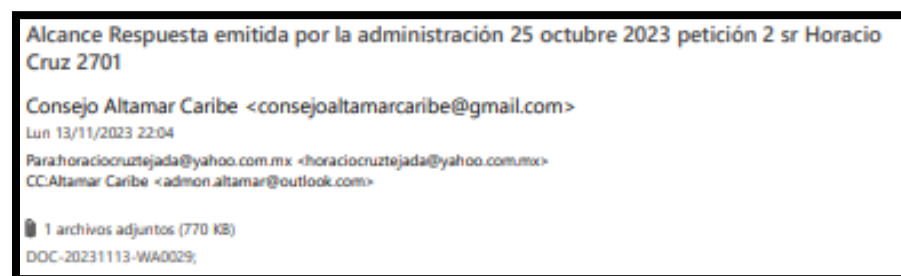 Alcance Respuesta emitida por la administración 25 octubre 2023 petición 2 sr Horacio
Cruz 2701
Consejo Altamar Caribe <consejoaltamarcaribe@gmail.com>
Lun 13/11/2023 22:04
Para:horaciocruztejada@yahoo.com.mx <horaciocruztejada@yahoo.com.mx>
CC:Altamar Caribe <admon.altamar@outlook.com>
1 archivos adjuntos (770 KB)
DOC-20231113-WA0029;